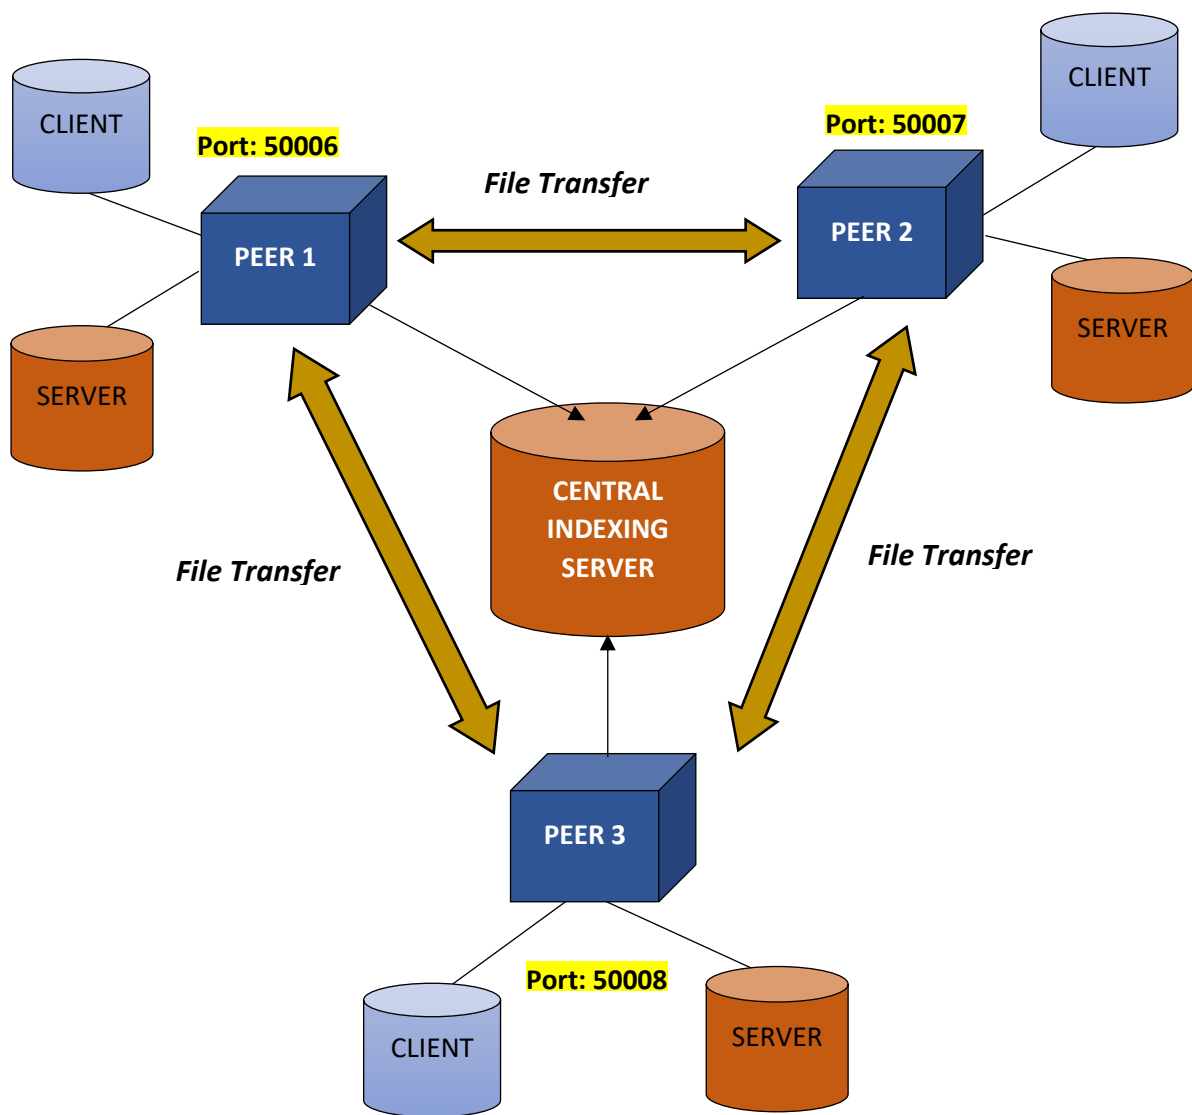 CLIENT
Port: 50006
PEER 1
SERVER
File Transfer
CLIENT
Port: 50007
PEER 2
SERVER
CENTRAL
INDEXING
SERVER
File Transfer
File Transfer
PEER 3
Port: 50008
CLIENT
SERVER